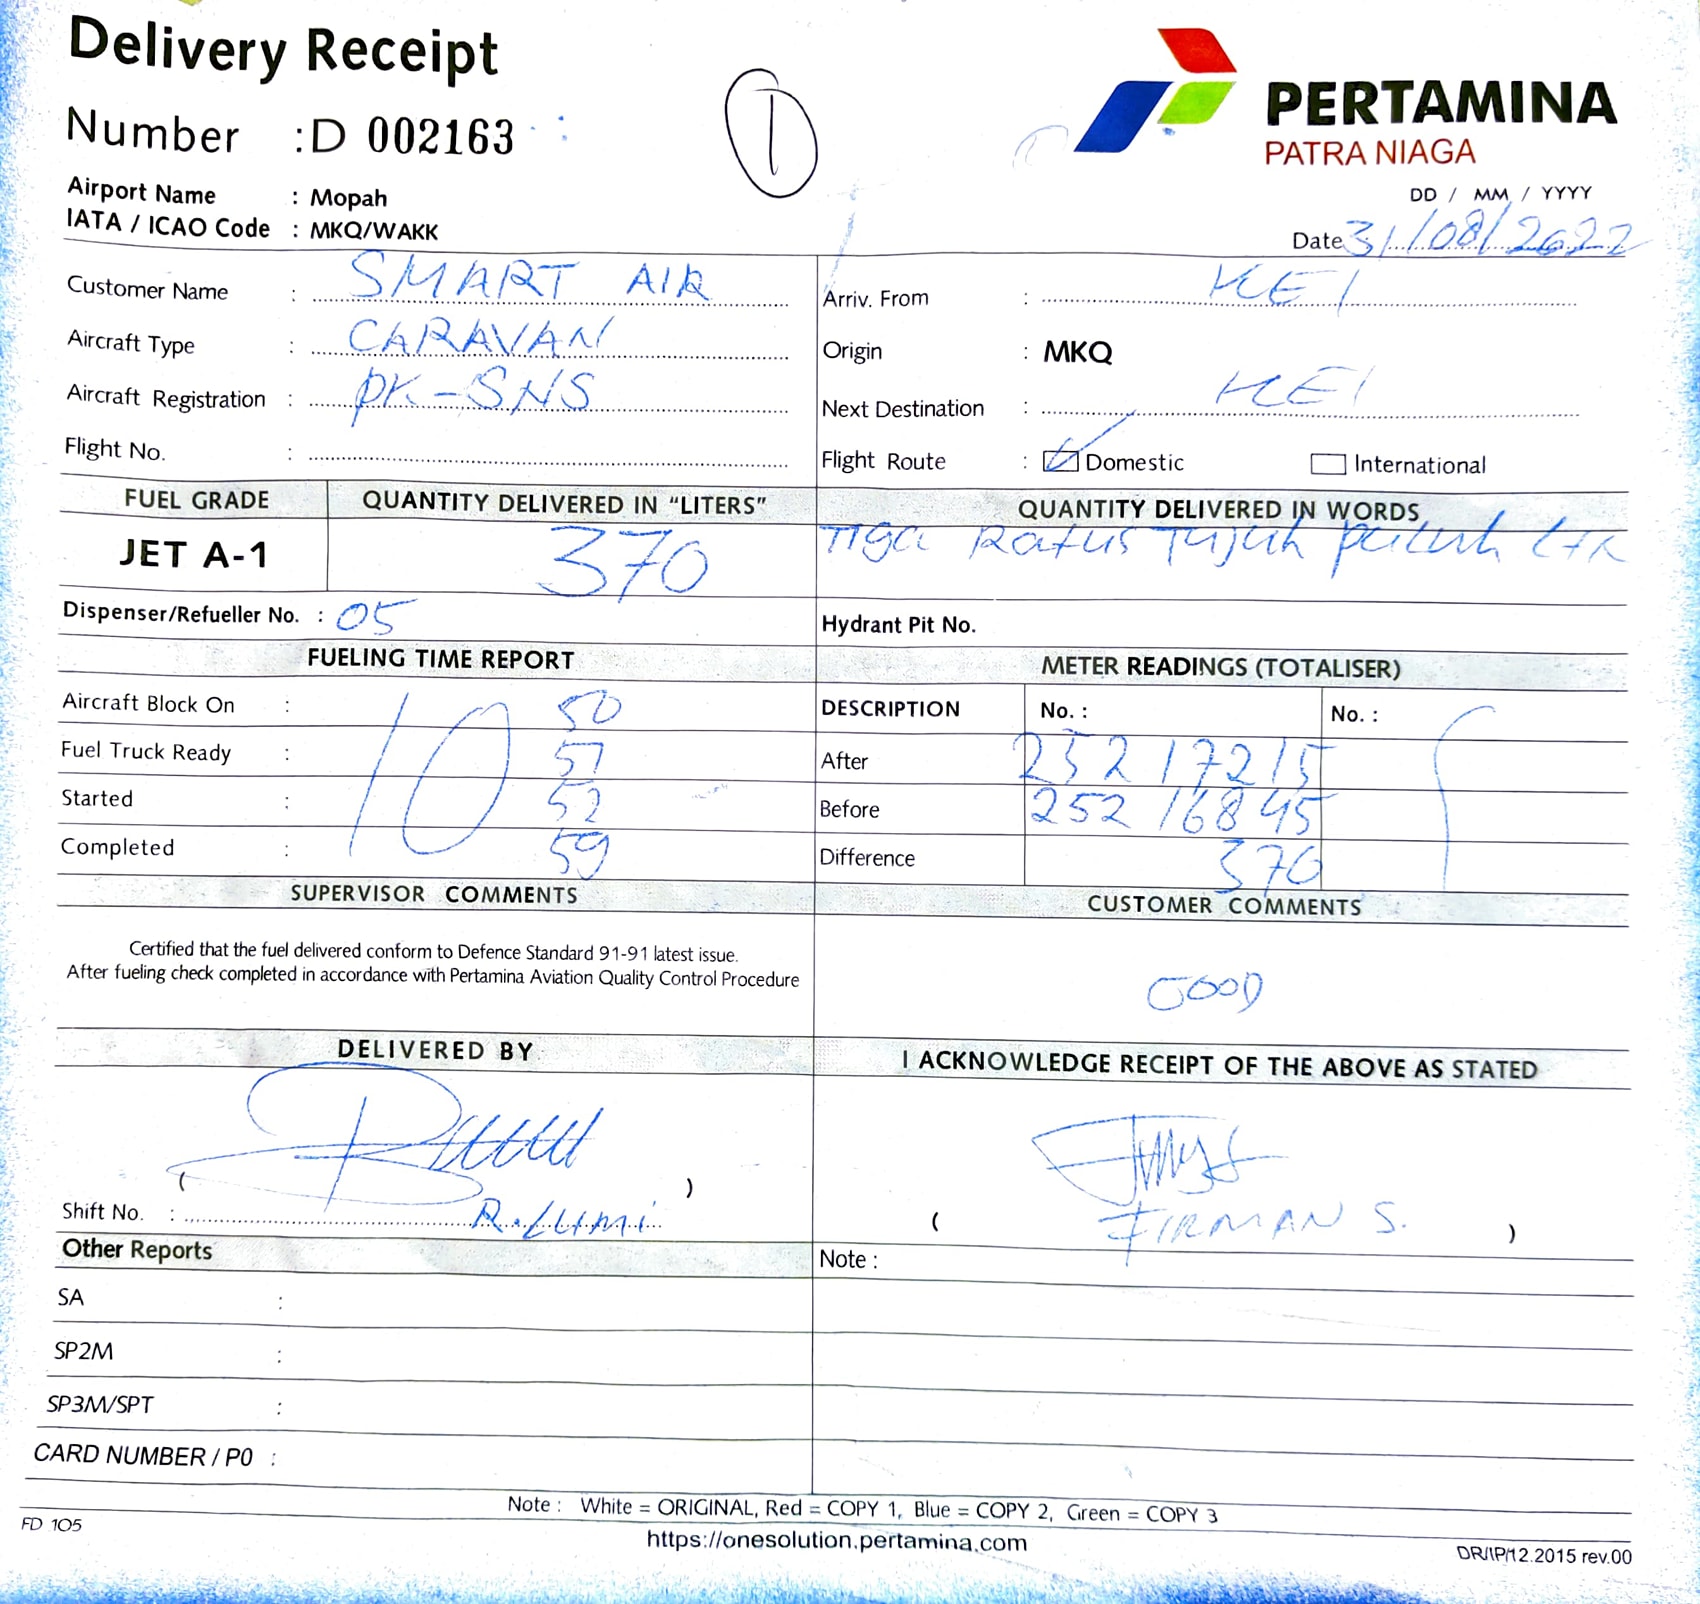 Delivery Receipt
Number :D 002163
1
PERTAMINA
PATRA NIAGA
Airport Name : Mopah
IATA / ICAO Code : MKQ/WAKK
DD / MM / YYYY
Date 31/08/2022
Customer Name : SMART AIR
Arriv. From : KEI
Aircraft Type : CARAVAN
Origin : MKQ
Aircraft Registration : PK-SNS
Next Destination : KEI
Flight No. :
Flight Route : Domestic International
FUEL GRADE QUANTITY DELIVERED IN "LITERS" QUANTITY DELIVERED IN WORDS
JET A-1 370 Tiga Ratus Tujuh puluh LTR
Dispenser/Refueller No. : 05
Hydrant Pit No.
FUELING TIME REPORT
METER READINGS (TOTALISER)
Aircraft Block On : 10 50
DESCRIPTION No. : No. :
Fuel Truck Ready : 51
After 252 17215
Started : 52
Before 252 16845
Completed : 59
Difference 370
SUPERVISOR COMMENTS
CUSTOMER COMMENTS
Certified that the fuel delivered conform to Defence Standard 91-91 latest issue.
After fueling check completed in accordance with Pertamina Aviation Quality Control Procedure
GOOD
DELIVERED BY
I ACKNOWLEDGE RECEIPT OF THE ABOVE AS STATED
( )
Shift No. : R. Lumi
( FIRMAN S. )
Other Reports
Note :
SA :
SP2M :
SP3M/SPT :
CARD NUMBER / P0 :
Note : White = ORIGINAL, Red = COPY 1, Blue = COPY 2, Green = COPY 3
FD 105
https://onesolution.pertamina.com
DR/IP/12.2015 rev.00